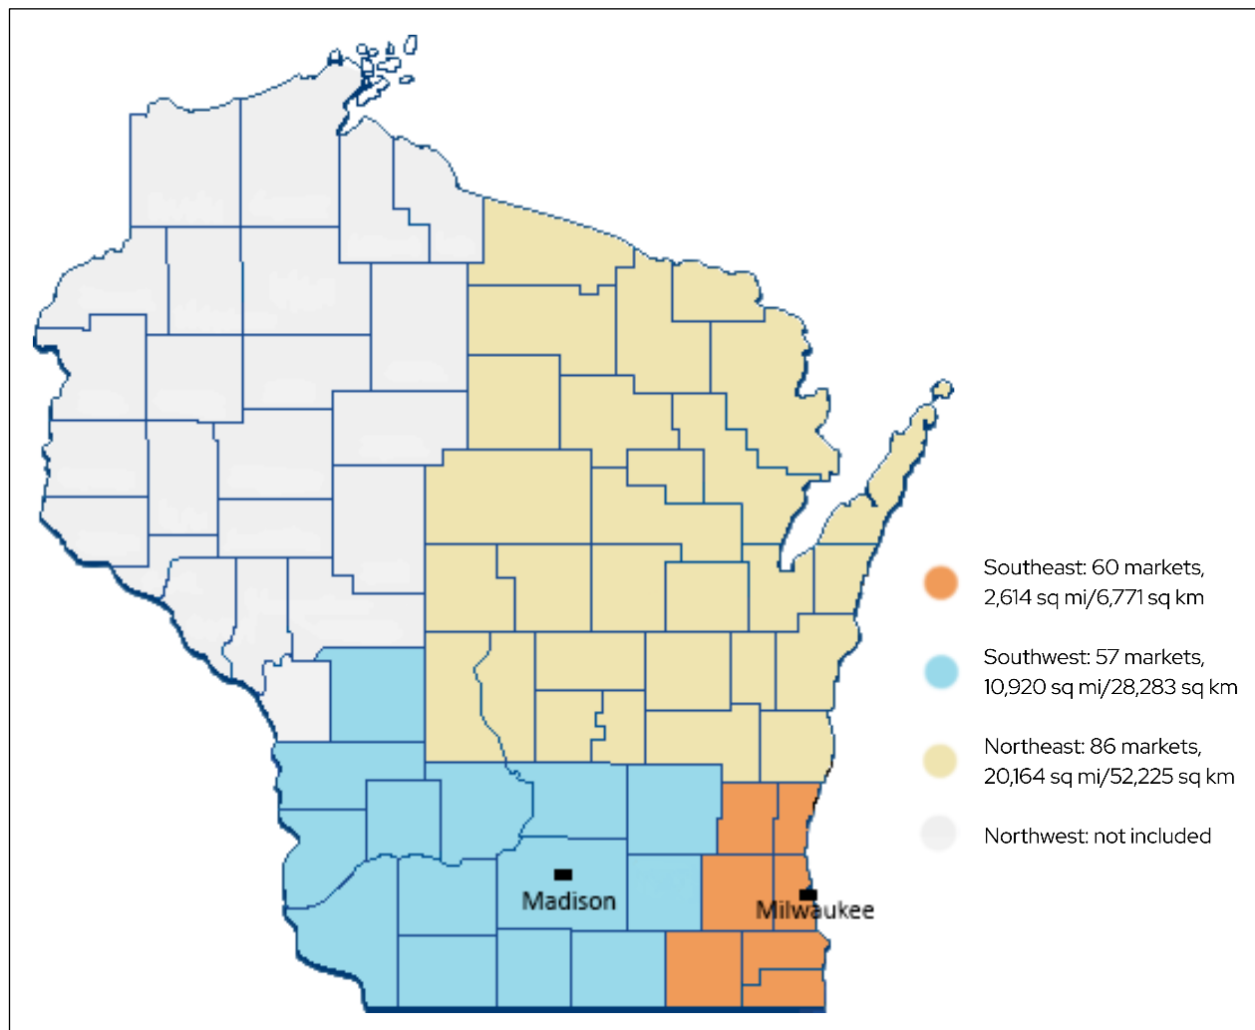 Southeast: 60 markets,
2,614 sq mi/6,771 sq km
Southwest: 57 markets,
10,920 sq mi/28,283 sq km
Northeast: 86 markets,
20,164 sq mi/52,225 sq km
Northwest: not included
Madison
Milwaukee